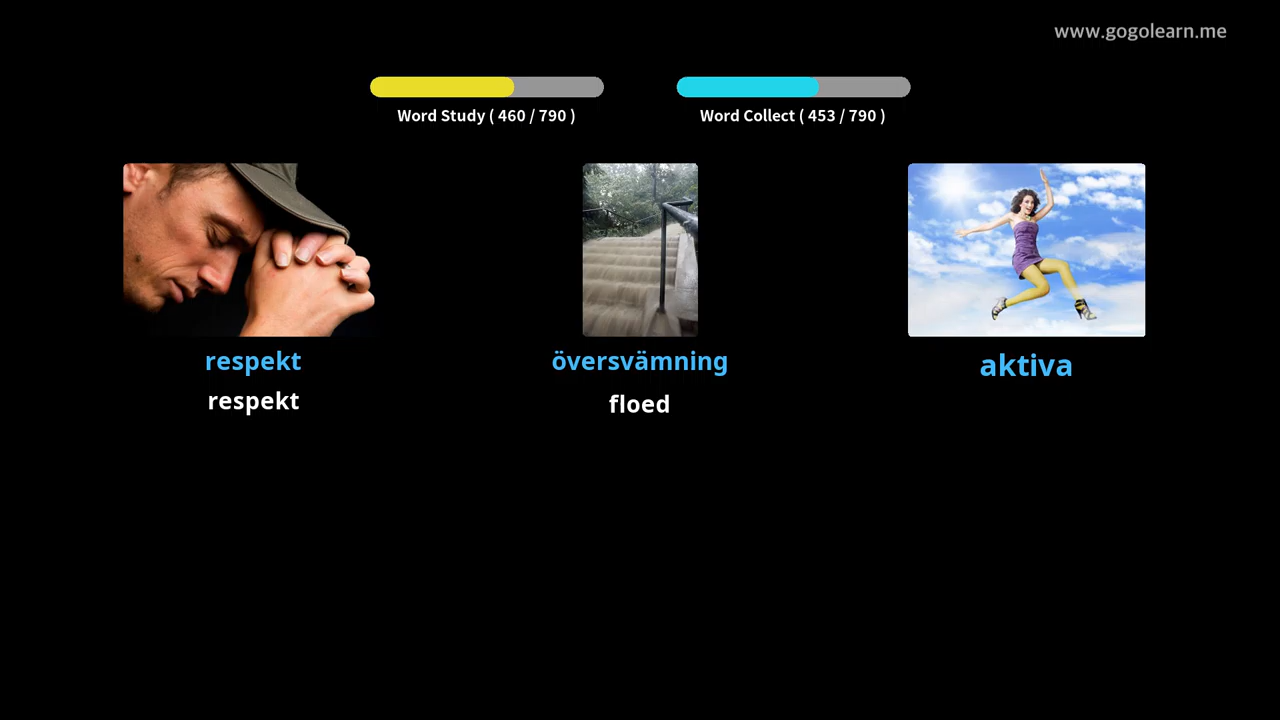 www.gogolearn.me
Word Study ( 460 / 790 )
Word Collect ( 453 / 790 )
respekt
respekt
översvämning
floed
aktiva